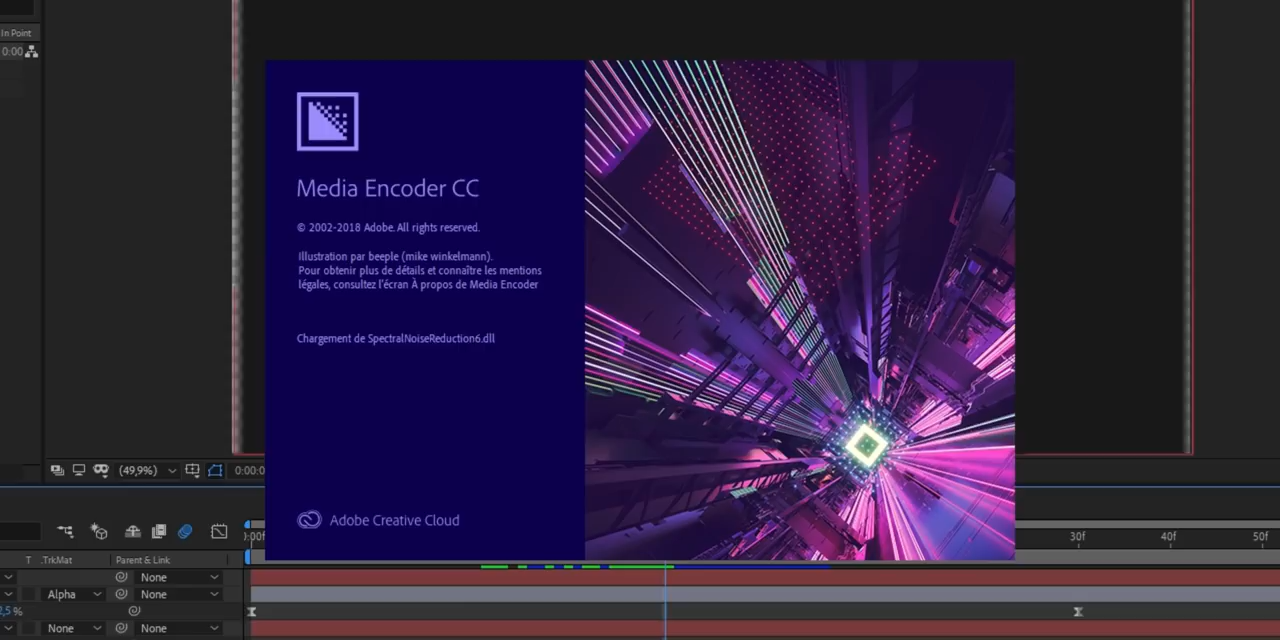 In Point
0:00
Media Encoder CC
© 2002-2018 Adobe. All rights reserved.
Illustration par beeple (mike winkelmann).
Pour obtenir plus de détails et connaître les mentions
légales, consultez l'écran À propos de Media Encoder
Chargement de SpectralNoiseReduction6.dll
Adobe Creative Cloud
(49,9%)
0:00:0
):00f
30f
40f
50f
T .TrkMat Parent & Link
None
Alpha None
2,5 %
None None